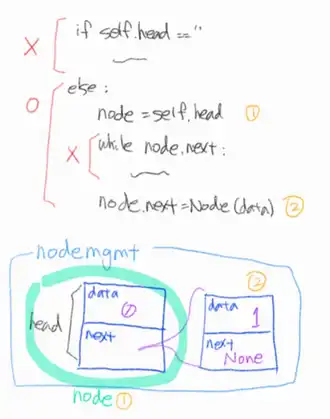 X if self.head == ''
O else :
node = self.head ①
X while node.next :
node.next = Node(data) ②
nodemgmt
②
head data 0
next
data 1
next
None
node ①